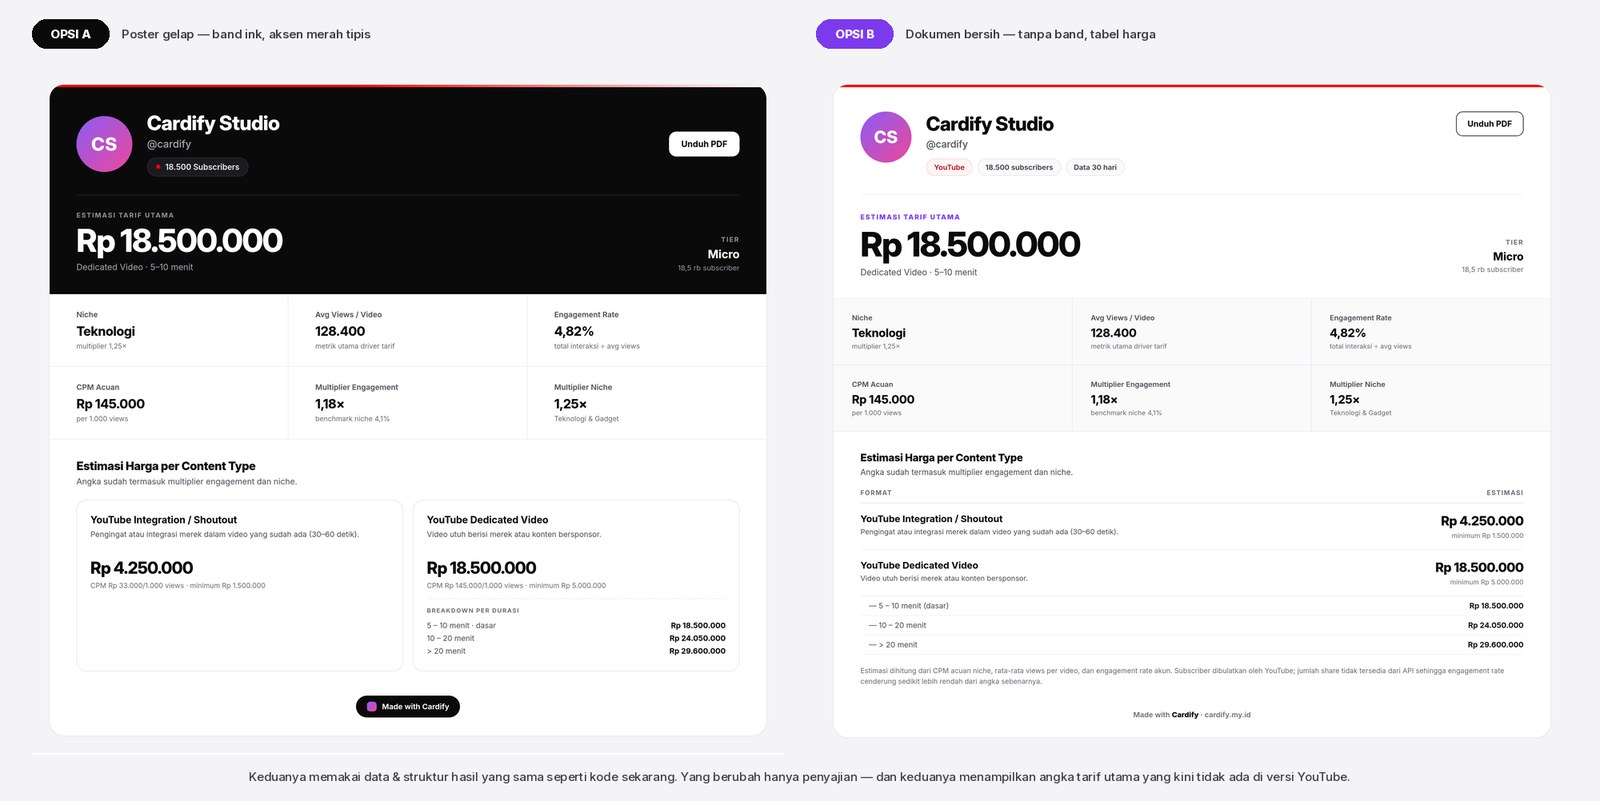 OPSI A
Poster gelap — band ink, aksen merah tipis
CS
Cardify Studio
@cardify
18.500 Subscribers
Unduh PDF
ESTIMASI TARIF UTAMA
Rp 18.500.000
Dedicated Video · 5–10 menit
TIER
Micro
18,5 rb subscriber
Niche
Teknologi
multiplier 1,25×
Avg Views / Video
128.400
metrik utama driver tarif
Engagement Rate
4,82%
total interaksi ÷ avg views
CPM Acuan
Rp 145.000
per 1.000 views
Multiplier Engagement
1,18×
benchmark niche 4,1%
Multiplier Niche
1,25×
Teknologi & Gadget
Estimasi Harga per Content Type
Angka sudah termasuk multiplier engagement dan niche.
YouTube Integration / Shoutout
Pengingat atau integrasi merek dalam video yang sudah ada (30–60 detik).
Rp 4.250.000
CPM Rp 33.000/1.000 views · minimum Rp 1.500.000
YouTube Dedicated Video
Video utuh berisi merek atau konten bersponsor.
Rp 18.500.000
CPM Rp 145.000/1.000 views · minimum Rp 5.000.000
BREAKDOWN PER DURASI
5 – 10 menit · dasar Rp 18.500.000
10 – 20 menit Rp 24.050.000
> 20 menit Rp 29.600.000
Made with Cardify
OPSI B
Dokumen bersih — tanpa band, tabel harga
CS
Cardify Studio
@cardify
YouTube 18.500 subscribers Data 30 hari
Unduh PDF
ESTIMASI TARIF UTAMA
Rp 18.500.000
Dedicated Video · 5–10 menit
TIER
Micro
18,5 rb subscriber
Niche
Teknologi
multiplier 1,25×
Avg Views / Video
128.400
metrik utama driver tarif
Engagement Rate
4,82%
total interaksi ÷ avg views
CPM Acuan
Rp 145.000
per 1.000 views
Multiplier Engagement
1,18×
benchmark niche 4,1%
Multiplier Niche
1,25×
Teknologi & Gadget
Estimasi Harga per Content Type
Angka sudah termasuk multiplier engagement dan niche.
FORMAT ESTIMASI
YouTube Integration / Shoutout
Pengingat atau integrasi merek dalam video yang sudah ada (30–60 detik).
Rp 4.250.000
minimum Rp 1.500.000
YouTube Dedicated Video
Video utuh berisi merek atau konten bersponsor.
Rp 18.500.000
minimum Rp 5.000.000
— 5 – 10 menit (dasar) Rp 18.500.000
— 10 – 20 menit Rp 24.050.000
— > 20 menit Rp 29.600.000
Estimasi dihitung dari CPM acuan niche, rata-rata views per video, dan engagement rate akun. Subscriber dibulatkan oleh YouTube; jumlah share tidak tersedia dari API sehingga engagement rate
cenderung sedikit lebih rendah dari angka sebenarnya.
Made with Cardify · cardify.my.id
Keduanya memakai data & struktur hasil yang sama seperti kode sekarang. Yang berubah hanya penyajian — dan keduanya menampilkan angka tarif utama yang kini tidak ada di versi YouTube.